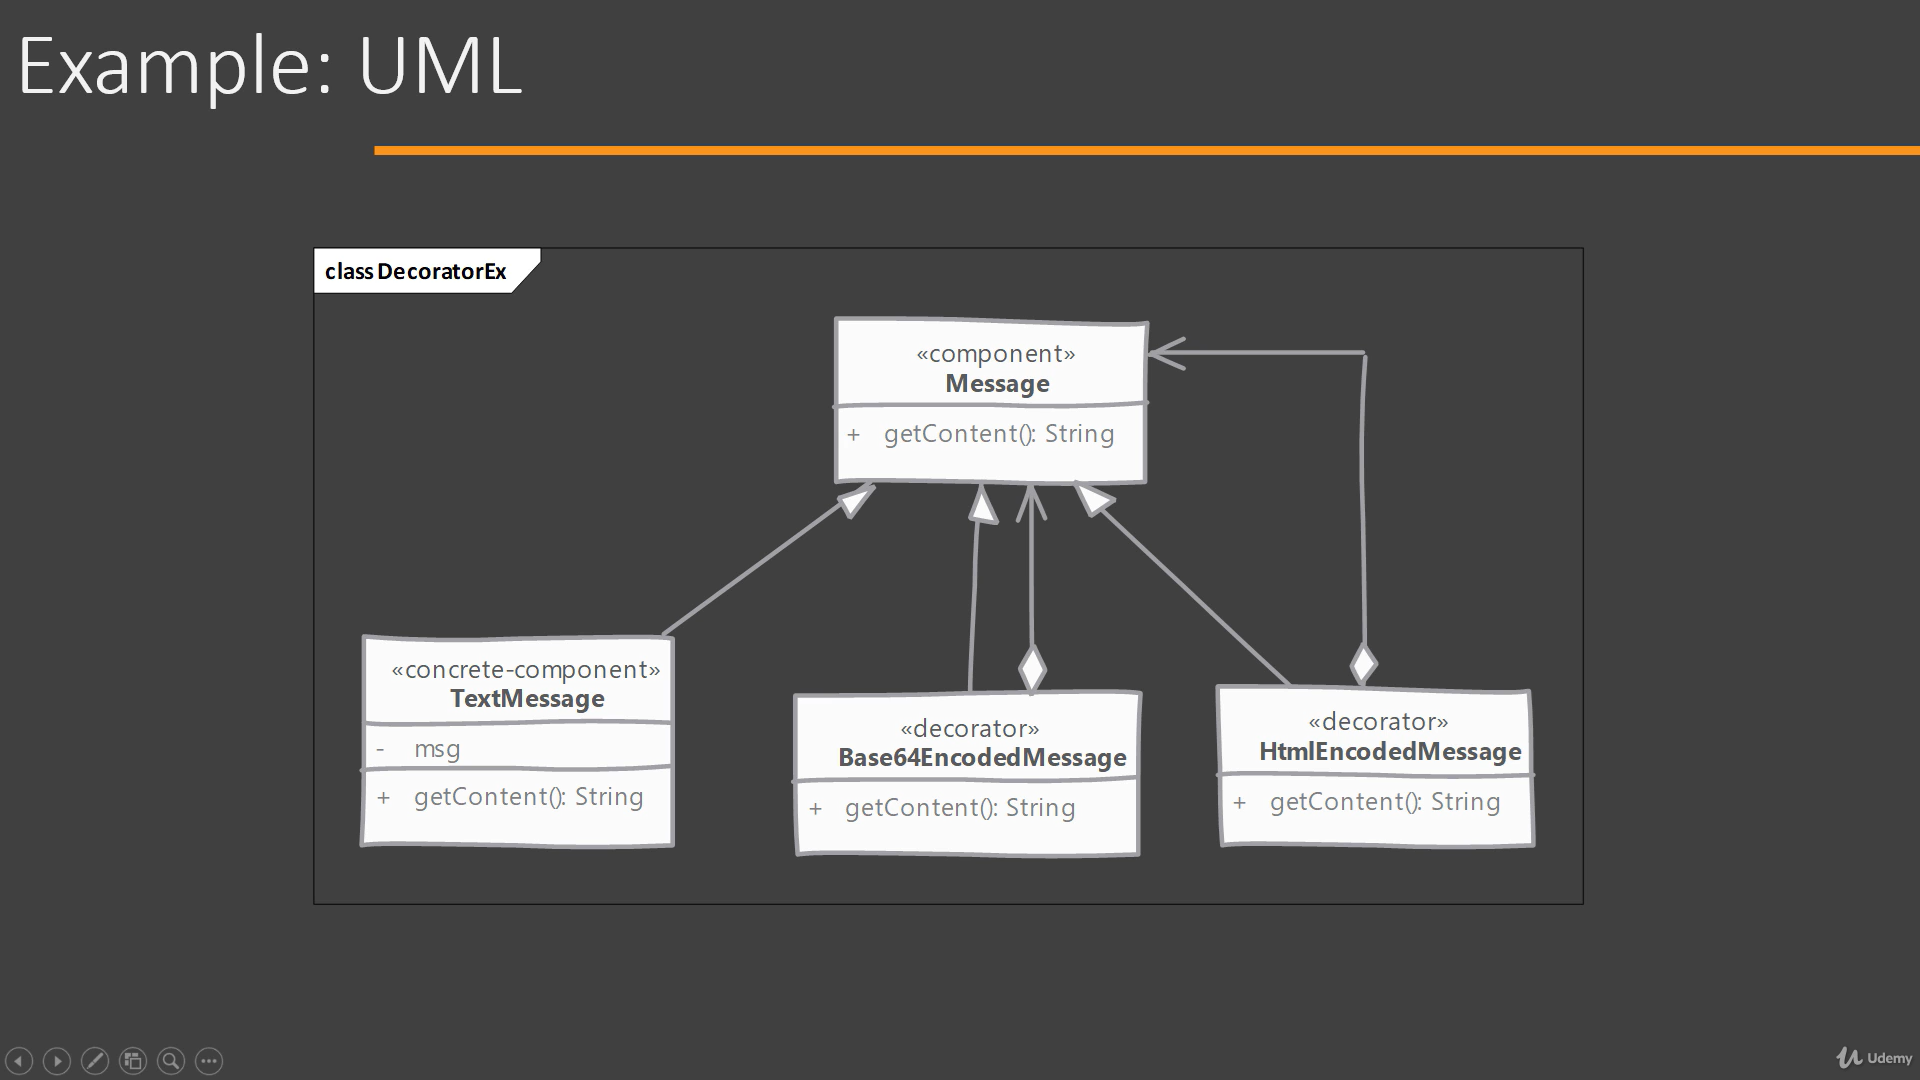 Example: UML
class DecoratorEx
«component»
Message
+ getContent(): String
«concrete-component»
TextMessage
- msg
+ getContent(): String
«decorator»
Base64EncodedMessage
+ getContent(): String
«decorator»
HtmlEncodedMessage
+ getContent(): String
Udemy